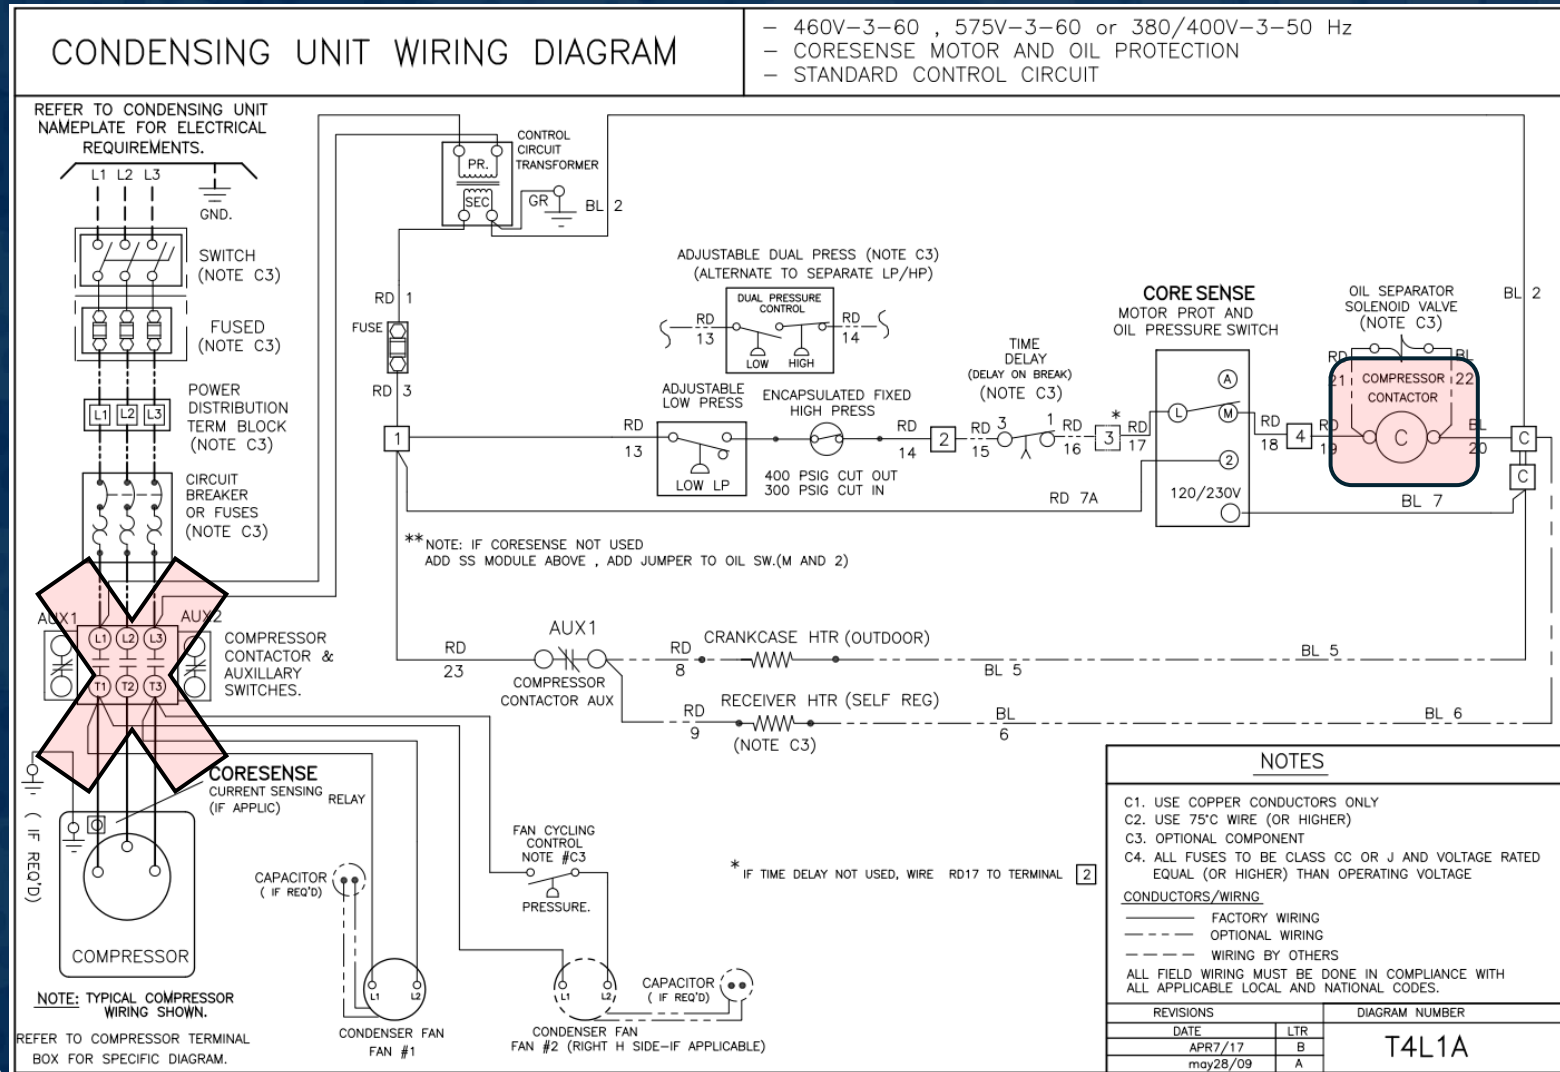 CONDENSING UNIT WIRING DIAGRAM
– 460V–3–60 , 575V–3–60 or 380/400V–3–50 Hz
– CORESENSE MOTOR AND OIL PROTECTION
– STANDARD CONTROL CIRCUIT
REFER TO CONDENSING UNIT
NAMEPLATE FOR ELECTRICAL
REQUIREMENTS.
L1 L2 L3
GND.
SWITCH
(NOTE C3)
FUSED
(NOTE C3)
POWER
DISTRIBUTION
TERM BLOCK
(NOTE C3)
L1 L2 L3
CIRCUIT
BREAKER
OR FUSES
(NOTE C3)
AUX1
AUX2
L1 L2 L3
T1 T2 T3
COMPRESSOR
CONTACTOR &
AUXILLARY
SWITCHES.
CORESENSE
CURRENT SENSING
(IF APPLIC)
RELAY
( IF REQ'D)
COMPRESSOR
NOTE: TYPICAL COMPRESSOR
WIRING SHOWN.
REFER TO COMPRESSOR TERMINAL
BOX FOR SPECIFIC DIAGRAM.
PR.
SEC
CONTROL
CIRCUIT
TRANSFORMER
GR
BL 2
RD 1
FUSE
RD 3
1
ADJUSTABLE DUAL PRESS (NOTE C3)
(ALTERNATE TO SEPARATE LP/HP)
DUAL PRESSURE
CONTROL
RD
13
RD
14
LOW HIGH
ADJUSTABLE
LOW PRESS
RD
13
LOW LP
ENCAPSULATED FIXED
HIGH PRESS
400 PSIG CUT OUT
300 PSIG CUT IN
RD
14
2
TIME
DELAY
(DELAY ON BREAK)
(NOTE C3)
RD
15
3 1
RD
16
*
3
RD
17
CORE SENSE
MOTOR PROT AND
OIL PRESSURE SWITCH
A
L
M
2
120/230V
RD
18
4
RD
19
OIL SEPARATOR
SOLENOID VALVE
(NOTE C3)
RD
21
BL
22
COMPRESSOR
CONTACTOR
C
BL
20
BL 2
C
C
RD 7A
BL 7
** NOTE: IF CORESENSE NOT USED
ADD SS MODULE ABOVE , ADD JUMPER TO OIL SW.(M AND 2)
RD
23
AUX1
COMPRESSOR
CONTACTOR AUX
RD
8
CRANKCASE HTR (OUTDOOR)
BL 5
BL 5
RD
9
RECEIVER HTR (SELF REG)
(NOTE C3)
BL
6
BL 6
CAPACITOR
( IF REQ'D)
L1 L2
CONDENSER FAN
FAN #1
FAN CYCLING
CONTROL
NOTE #C3
PRESSURE.
L1 L2
CAPACITOR
( IF REQ'D)
CONDENSER FAN
FAN #2 (RIGHT H SIDE–IF APPLICABLE)
* IF TIME DELAY NOT USED, WIRE RD17 TO TERMINAL 2
NOTES
C1. USE COPPER CONDUCTORS ONLY
C2. USE 75°C WIRE (OR HIGHER)
C3. OPTIONAL COMPONENT
C4. ALL FUSES TO BE CLASS CC OR J AND VOLTAGE RATED
EQUAL (OR HIGHER) THAN OPERATING VOLTAGE
CONDUCTORS/WIRNG
FACTORY WIRING
OPTIONAL WIRING
WIRING BY OTHERS
ALL FIELD WIRING MUST BE DONE IN COMPLIANCE WITH
ALL APPLICABLE LOCAL AND NATIONAL CODES.
REVISIONS
DATE LTR
APR7/17 B
may28/09 A
DIAGRAM NUMBER
T4L1A